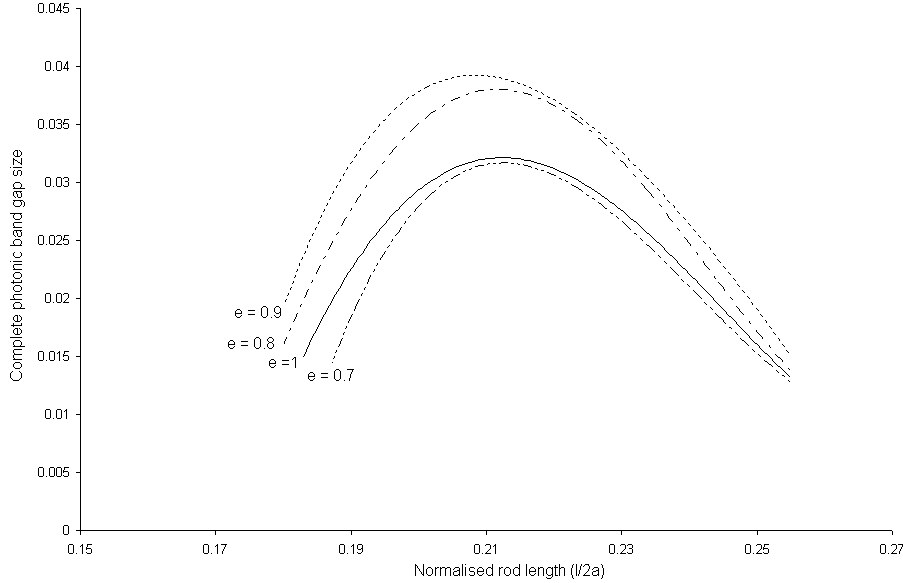 0.045
0.04
0.035
0.03
0.025
0.02
0.015
0.01
0.005
0
Complete photonic band gap size
e = 0.9
e = 0.8
e =1
e = 0.7
0.15 0.17 0.19 0.21 0.23 0.25 0.27
Normalised rod length (l/2a)